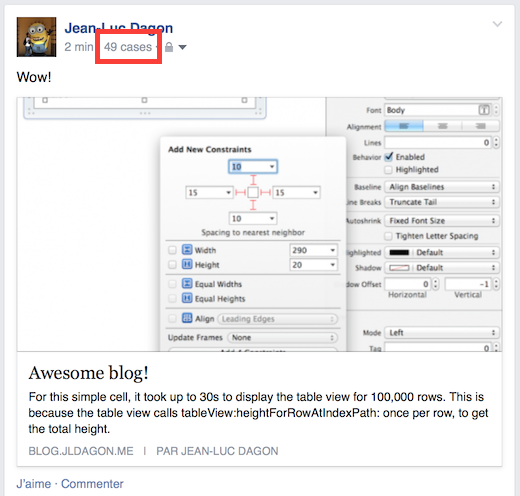 Jean-Luc Dagon
2 min · 49 cases ·
Wow!
Font Body
Alignment
Lines 0
Behavior Enabled
Highlighted
Baseline Align Baselines
ine Breaks Truncate Tail
Autoshrink Fixed Font Size
Tighten Letter Spacing
Highlighted Default
Shadow Default
dow Offset 0 -1
Horizontal Vertical
Mode Left
Tag 0
Add New Constraints
10
15 15
10
Spacing to nearest neighbor
Width 290
Height 20
Equal Widths
Equal Heights
Align Leading Edges
Update Frames None
Add 4 Constraints
Awesome blog!
For this simple cell, it took up to 30s to display the table view for 100,000 rows. This is
because the table view calls tableView:heightForRowAtIndexPath: once per row, to get
the total height.
BLOG.JLDAGON.ME | PAR JEAN-LUC DAGON
J'aime · Commenter